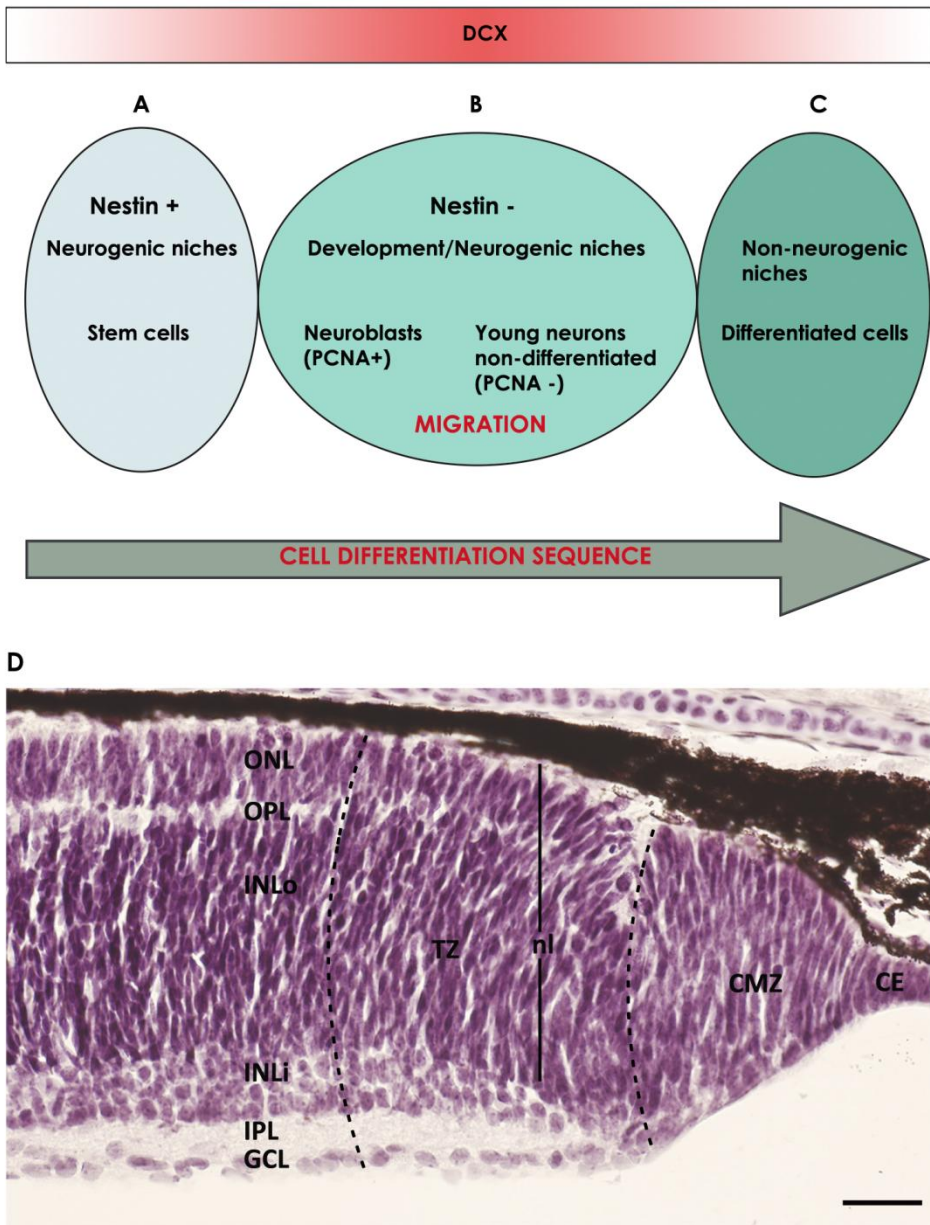 DCX
A
B
C
Nestin +
Neurogenic niches
Stem cells
Nestin -
Development/Neurogenic niches
Neuroblasts
(PCNA+)
Young neurons
non-differentiated
(PCNA -)
MIGRATION
Non-neurogenic
niches
Differentiated cells
CELL DIFFERENTIATION SEQUENCE
D
ONL
OPL
INLo
TZ
nl
CMZ
CE
INLi
IPL
GCL